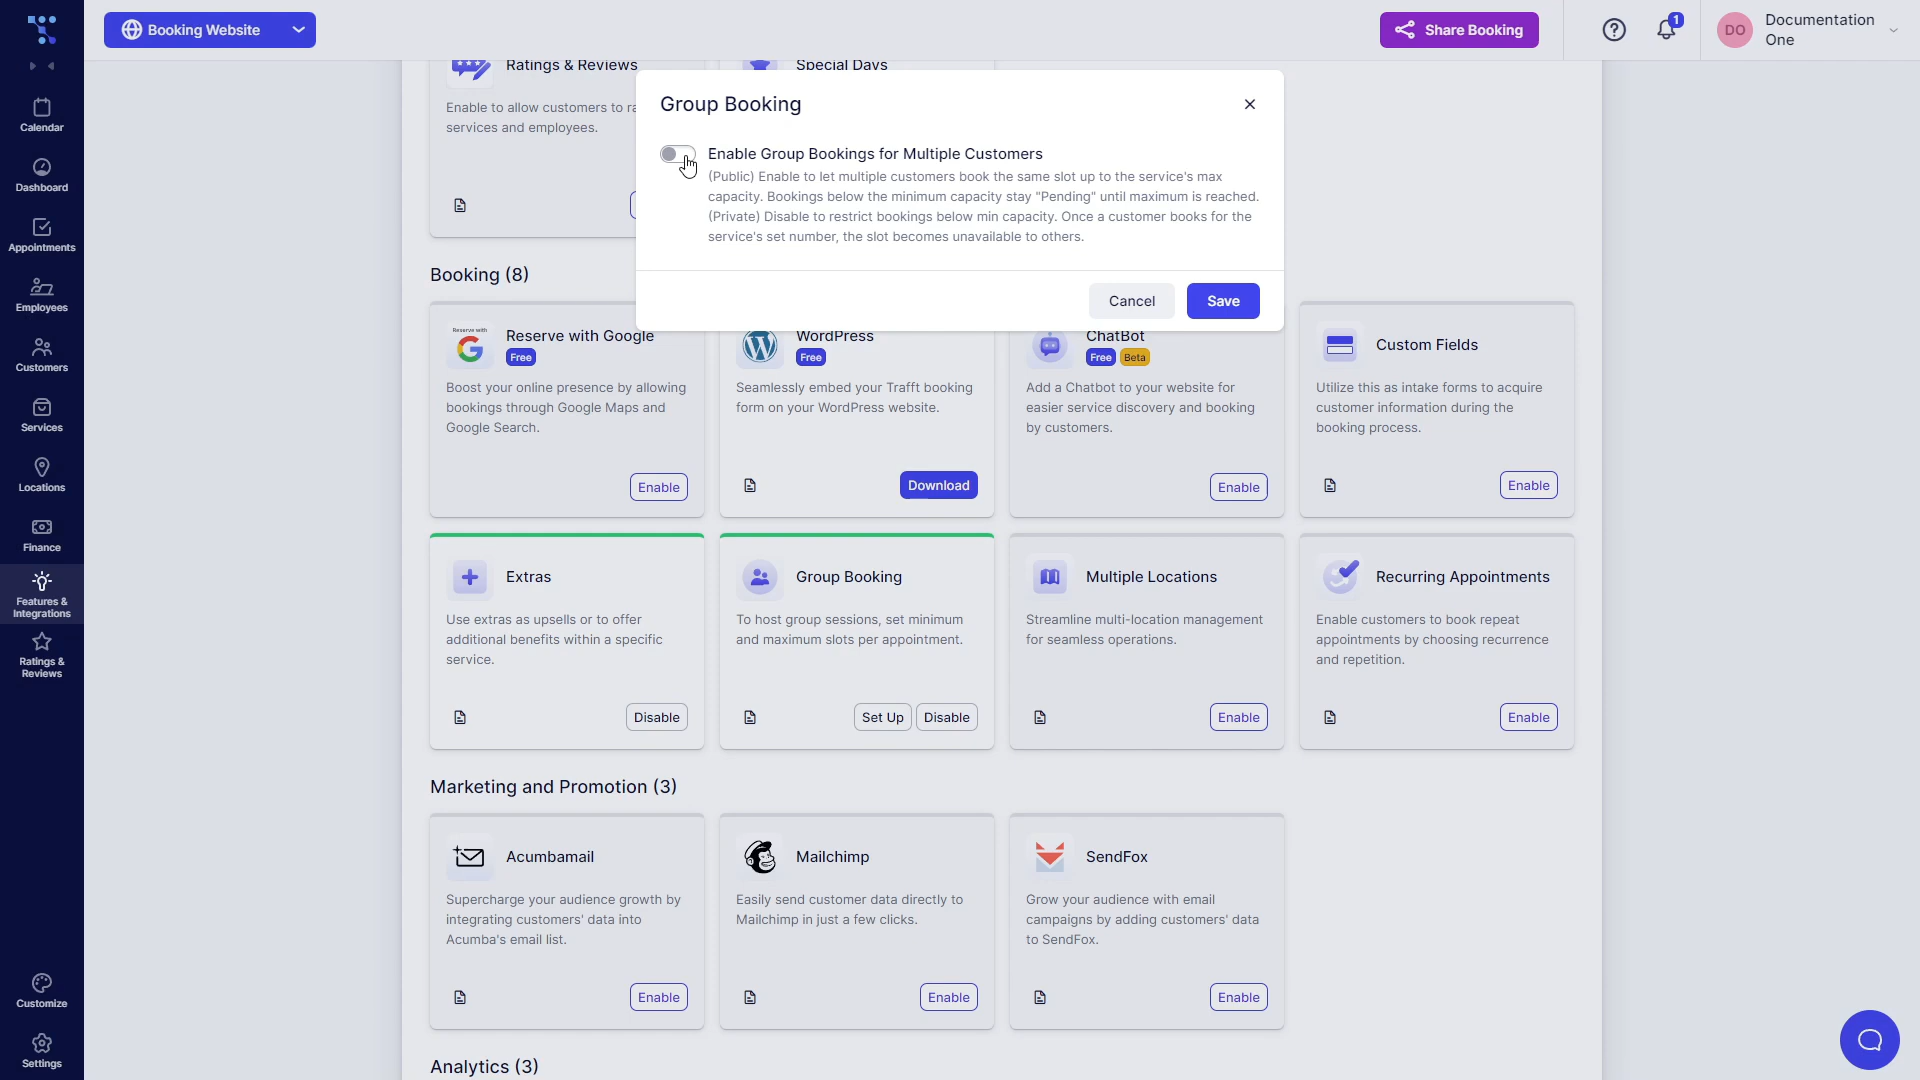 Booking Website
Share Booking
1
DO
Documentation
One
Calendar
Dashboard
Appointments
Employees
Customers
Services
Locations
Finance
Features &
Integrations
Ratings &
Reviews
Customize
Settings
Ratings & Reviews
Enable to allow customers to ra
services and employees.
Special Days
Group Booking
Enable Group Bookings for Multiple Customers
(Public) Enable to let multiple customers book the same slot up to the service's max
capacity. Bookings below the minimum capacity stay "Pending" until maximum is reached.
(Private) Disable to restrict bookings below min capacity. Once a customer books for the
service's set number, the slot becomes unavailable to others.
Cancel
Save
Booking (8)
Reserve with
Reserve with Google
Free
Boost your online presence by allowing
bookings through Google Maps and
Google Search.
Enable
WordPress
Free
Seamlessly embed your Trafft booking
form on your WordPress website.
Download
ChatBot
Free
Beta
Add a Chatbot to your website for
easier service discovery and booking
by customers.
Enable
Custom Fields
Utilize this as intake forms to acquire
customer information during the
booking process.
Enable
Extras
Use extras as upsells or to offer
additional benefits within a specific
service.
Disable
Group Booking
To host group sessions, set minimum
and maximum slots per appointment.
Set Up
Disable
Multiple Locations
Streamline multi-location management
for seamless operations.
Enable
Recurring Appointments
Enable customers to book repeat
appointments by choosing recurrence
and repetition.
Enable
Marketing and Promotion (3)
Acumbamail
Supercharge your audience growth by
integrating customers' data into
Acumba's email list.
Enable
Mailchimp
Easily send customer data directly to
Mailchimp in just a few clicks.
Enable
SendFox
Grow your audience with email
campaigns by adding customers' data
to SendFox.
Enable
Analytics (3)